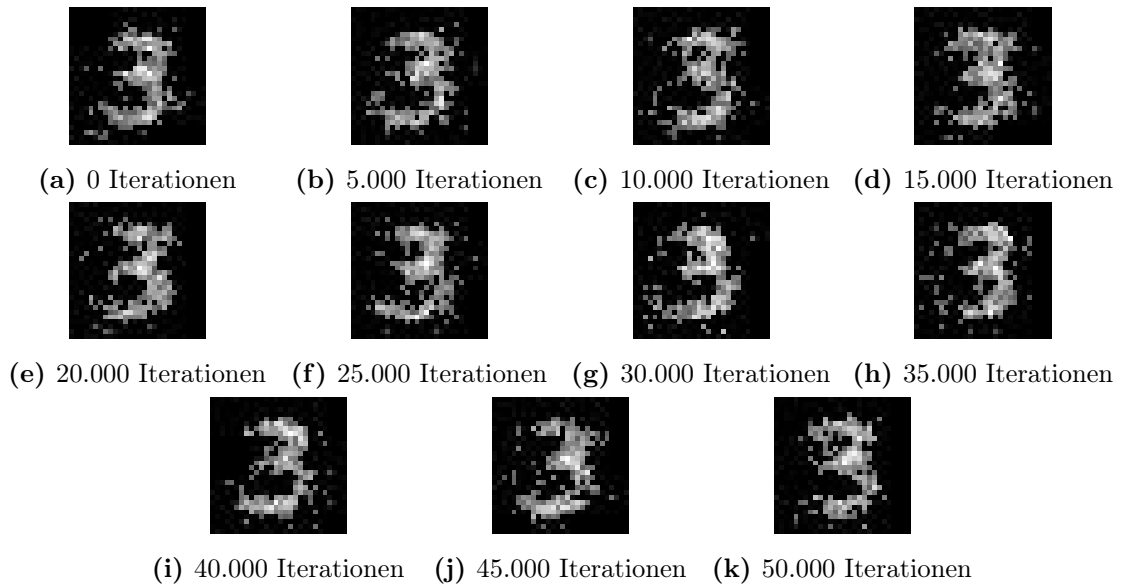 (a) 0 Iterationen (b) 5.000 Iterationen (c) 10.000 Iterationen (d) 15.000 Iterationen
(e) 20.000 Iterationen (f) 25.000 Iterationen (g) 30.000 Iterationen (h) 35.000 Iterationen
(i) 40.000 Iterationen (j) 45.000 Iterationen (k) 50.000 Iterationen